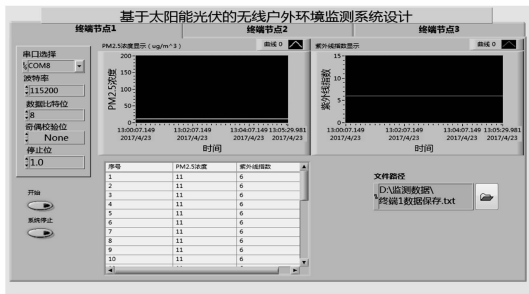 基于太阳能光伏的无线户外环境监测系统设计
终端节点1 终端节点2 终端节点3
串口选择
COM8
波特率
115200
数据比特位
8
奇偶校验位
None
停止位
1.0
开始
系统停止
PM2.5浓度显示（ug/m^3） 曲线 0
PM2.5浓度
200
150
100
50
0
13:00:07.149 13:02:07.149 13:04:07.149 13:05:29.981
2017/4/23 2017/4/23 2017/4/23 2017/4/23
时间
紫外线指数显示 曲线 0
紫外线指数
15
10
5
0
13:00:07.149 13:02:07.149 13:04:07.149 13:05:29.981
2017/4/23 2017/4/23 2017/4/23 2017/4/23
时间
序号 PM2.5浓度 紫外线指数
1 11 6
2 11 6
3 11 6
4 11 6
5 11 6
6 11 6
7 11 6
8 11 6
9 11 6
10 11 6
文件路径
D:\监测数据\
终端1数据保存.txt